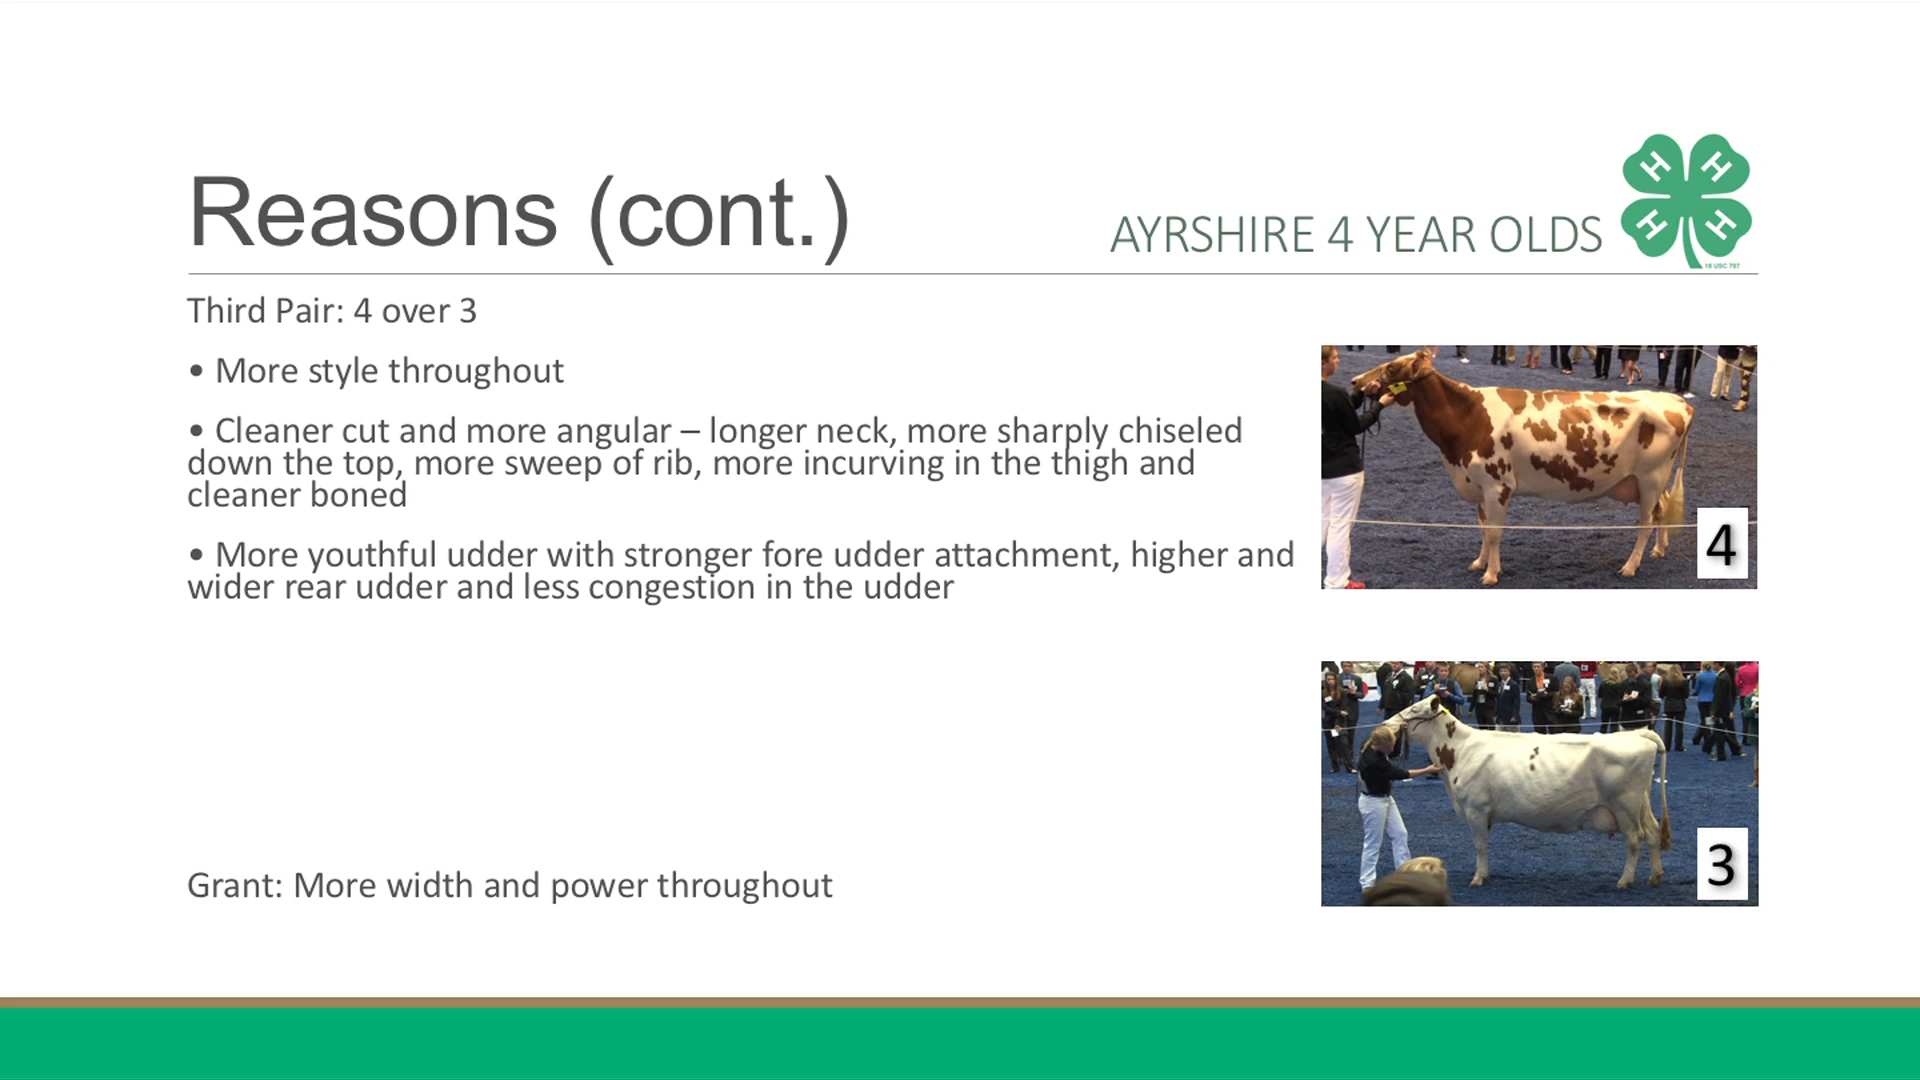 Reasons (cont.)
AYRSHIRE 4 YEAR OLDS
H H
H H
18 USC 707
Third Pair: 4 over 3
• More style throughout
• Cleaner cut and more angular – longer neck, more sharply chiseled
down the top, more sweep of rib, more incurving in the thigh and
cleaner boned
• More youthful udder with stronger fore udder attachment, higher and
wider rear udder and less congestion in the udder
4
3
Grant: More width and power throughout